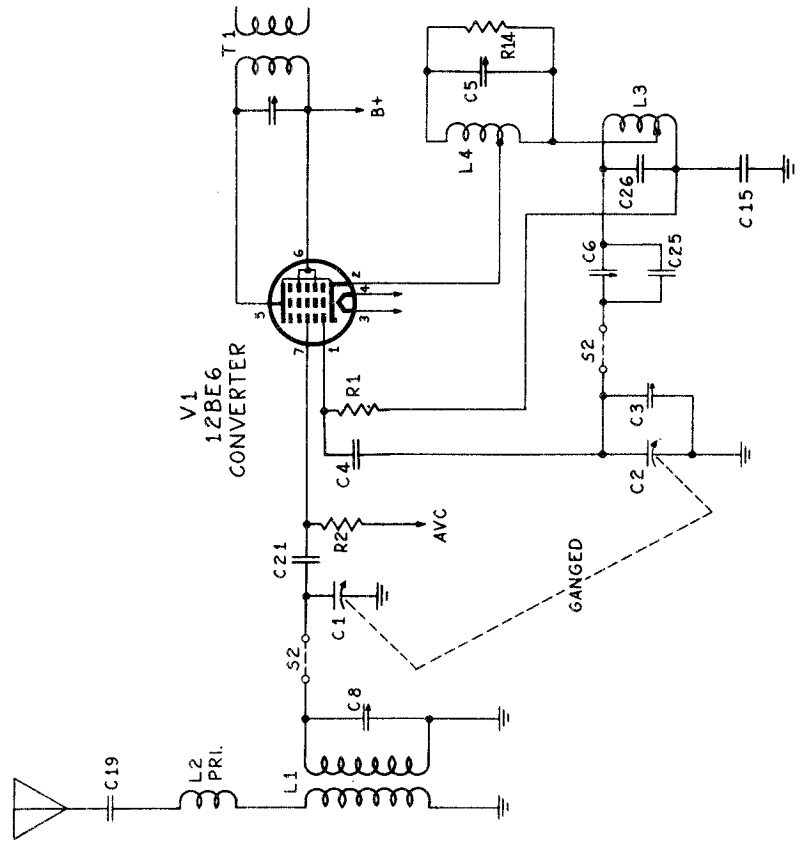 T1
B+
R14
C5
L4
L3
C26
C15
C6
C25
S2
C3
C2
6
5
2
4
3
7
1
V1
12BE6
CONVERTER
R1
C4
C21
R2
AVC
GANGED
S2
C1
C8
C19
L2
PRI.
L1